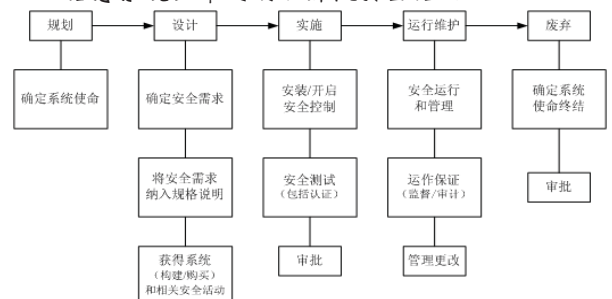 规划
设计
实施
运行维护
废弃
确定系统使命
确定安全需求
安装/开启
安全控制
安全运行
和管理
确定系统
使命终结
将安全需求
纳入规格说明
安全测试
(包括认证)
运作保证
(监督/审计)
审批
获得系统
(构建/购买)
和相关安全活动
审批
管理更改